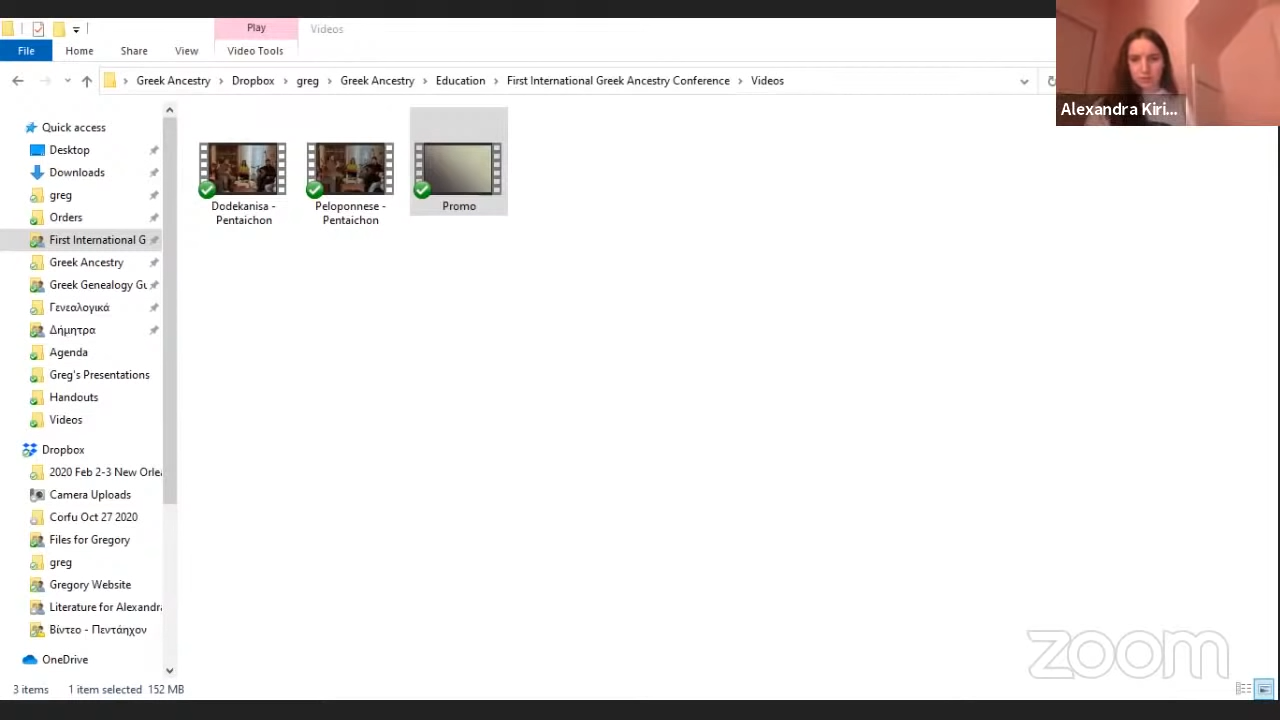 Play
Videos
File
Home
Share
View
Video Tools
Greek Ancestry
Dropbox
greg
Greek Ancestry
Education
First International Greek Ancestry Conference
Videos
Alexandra Kiri...
Quick access
Desktop
Downloads
greg
Orders
First International G
Greek Ancestry
Greek Genealogy Gu
Γενεαλογικά
Δήμητρα
Agenda
Greg's Presentations
Handouts
Videos
Dropbox
2020 Feb 2-3 New Orlea
Camera Uploads
Corfu Oct 27 2020
Files for Gregory
greg
Gregory Website
Literature for Alexandra
Βίντεο - Πεντάηχον
OneDrive
Dodekanisa -
Pentaichon
Peloponnese -
Pentaichon
Promo
zoom
3 items
1 item selected 152 MB